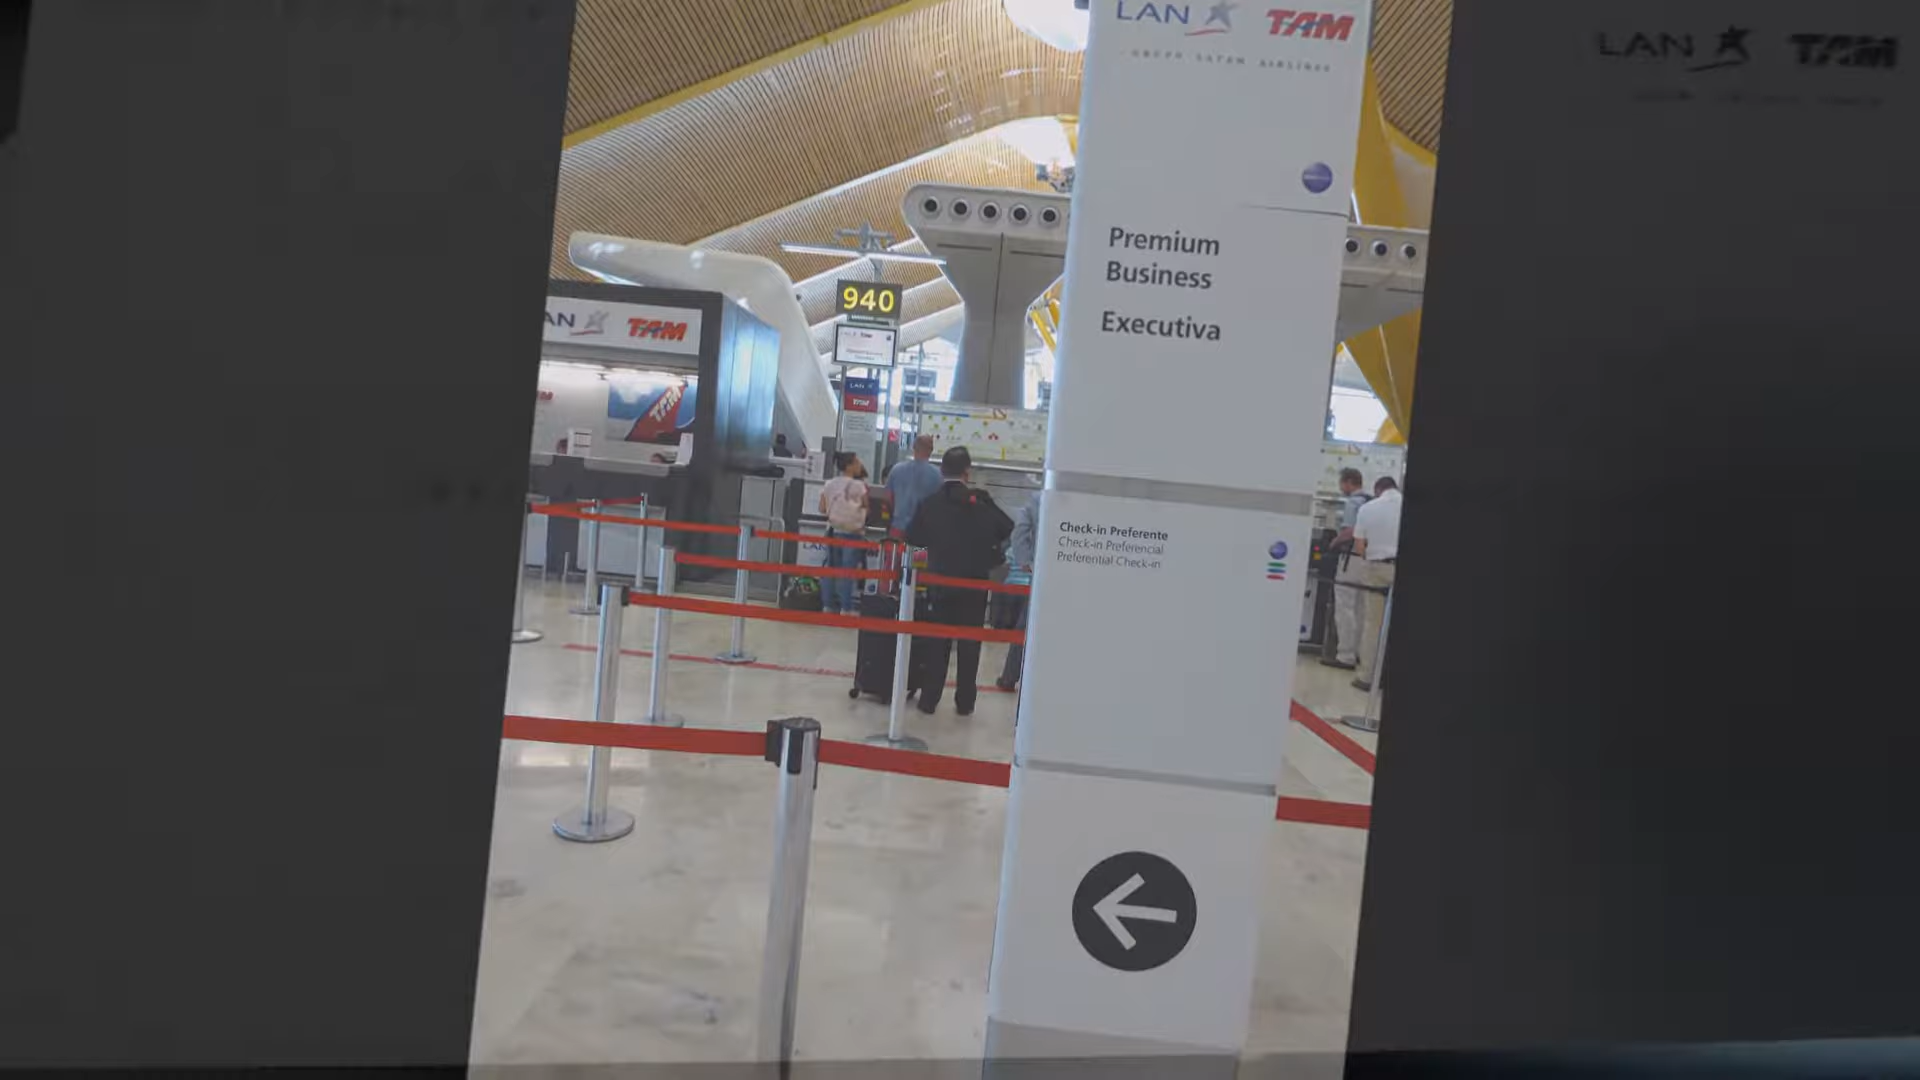 LAN TAM
GRUPO LATAM AIRLINES
LAN TAM
Premium
Business
Executiva
940
AN TAM
LAN
TAM
TAM
Check-in Preferente
Check-in Preferencial
Preferential Check-in
LAN